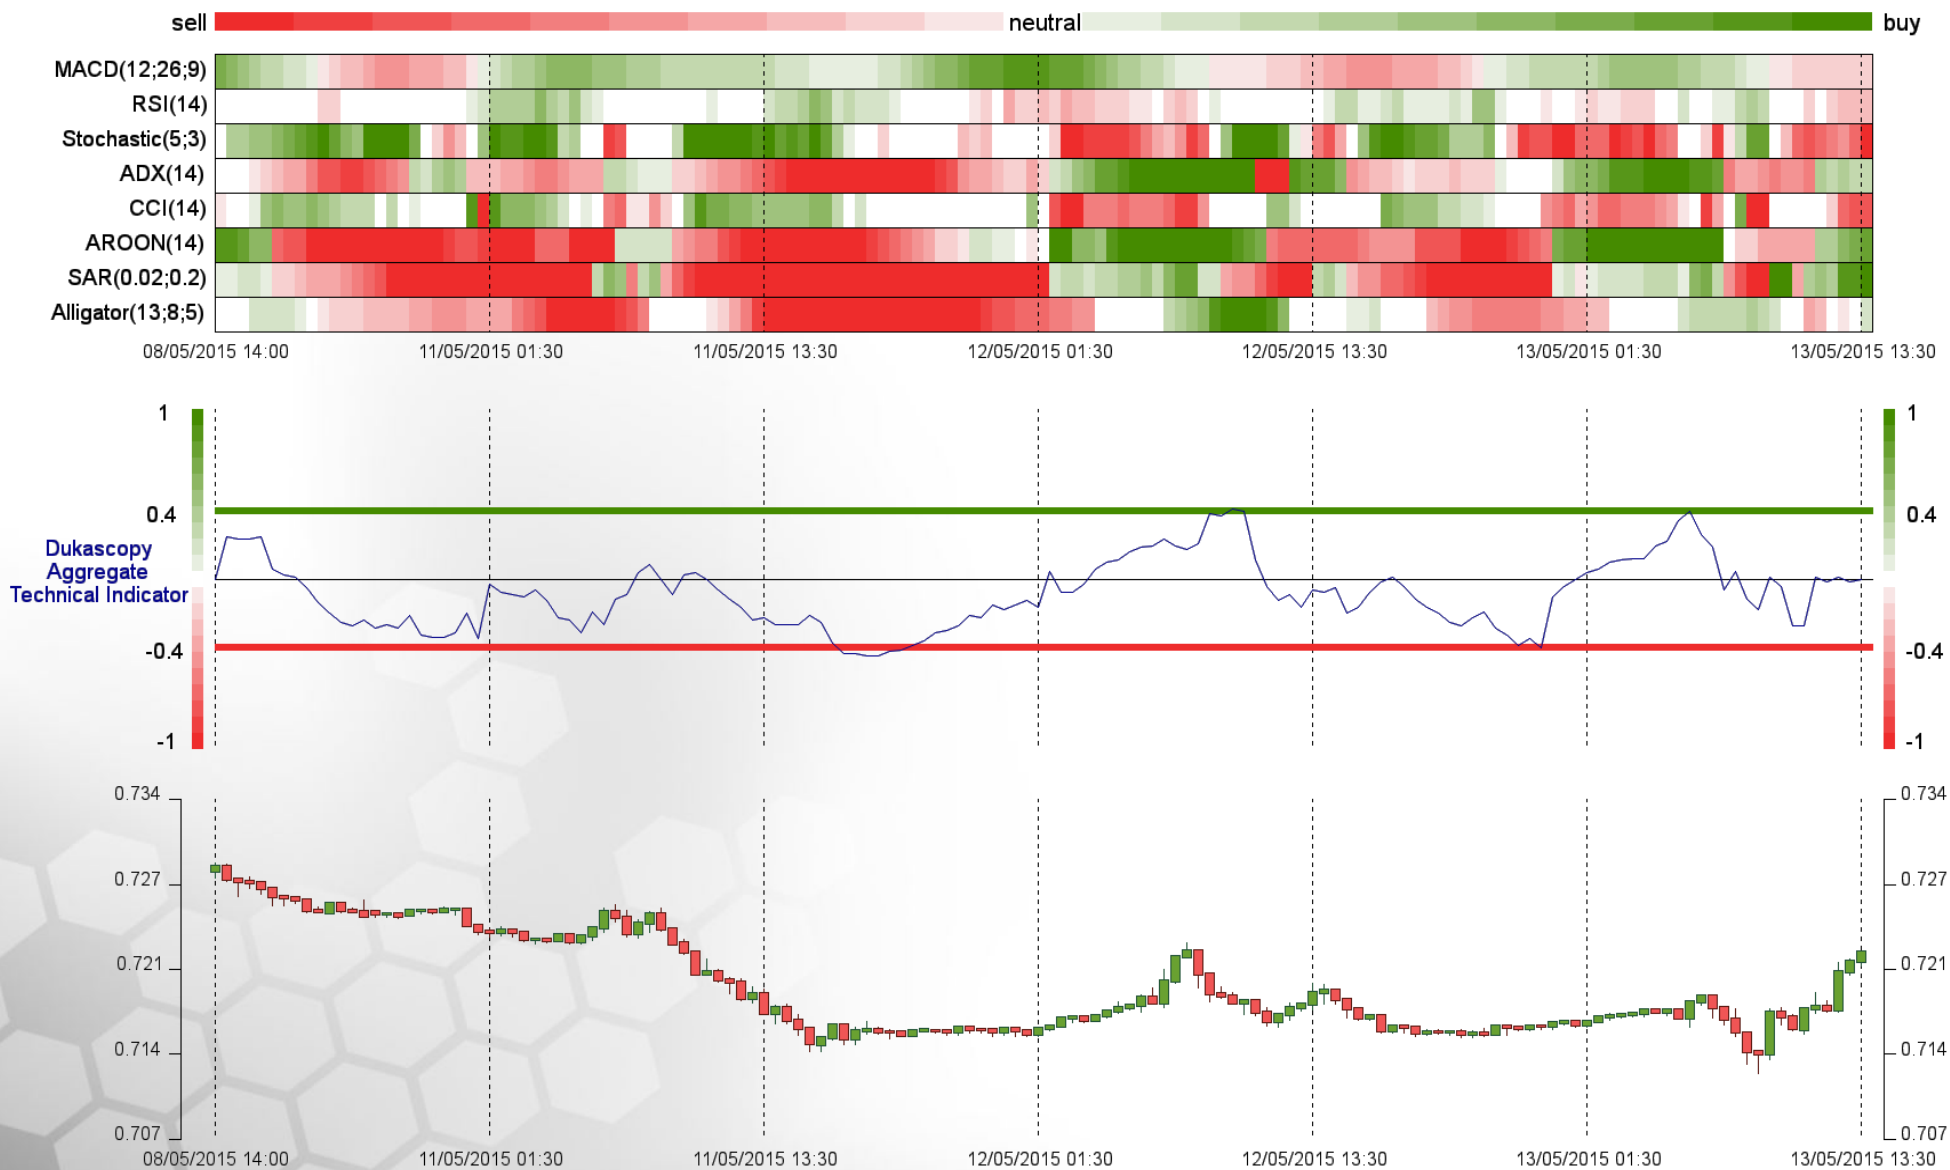 sell neutral buy
MACD(12;26;9)
RSI(14)
Stochastic(5;3)
ADX(14)
CCI(14)
AROON(14)
SAR(0.02;0.2)
Alligator(13;8;5)
08/05/2015 14:00 11/05/2015 01:30 11/05/2015 13:30 12/05/2015 01:30 12/05/2015 13:30 13/05/2015 01:30 13/05/2015 13:30
1 1
0.4 0.4
Dukascopy
Aggregate
Technical Indicator
-0.4 -0.4
-1 -1
0.734 0.734
0.727 0.727
0.721 0.721
0.714 0.714
0.707 0.707
08/05/2015 14:00 11/05/2015 01:30 11/05/2015 13:30 12/05/2015 01:30 12/05/2015 13:30 13/05/2015 01:30 13/05/2015 13:30